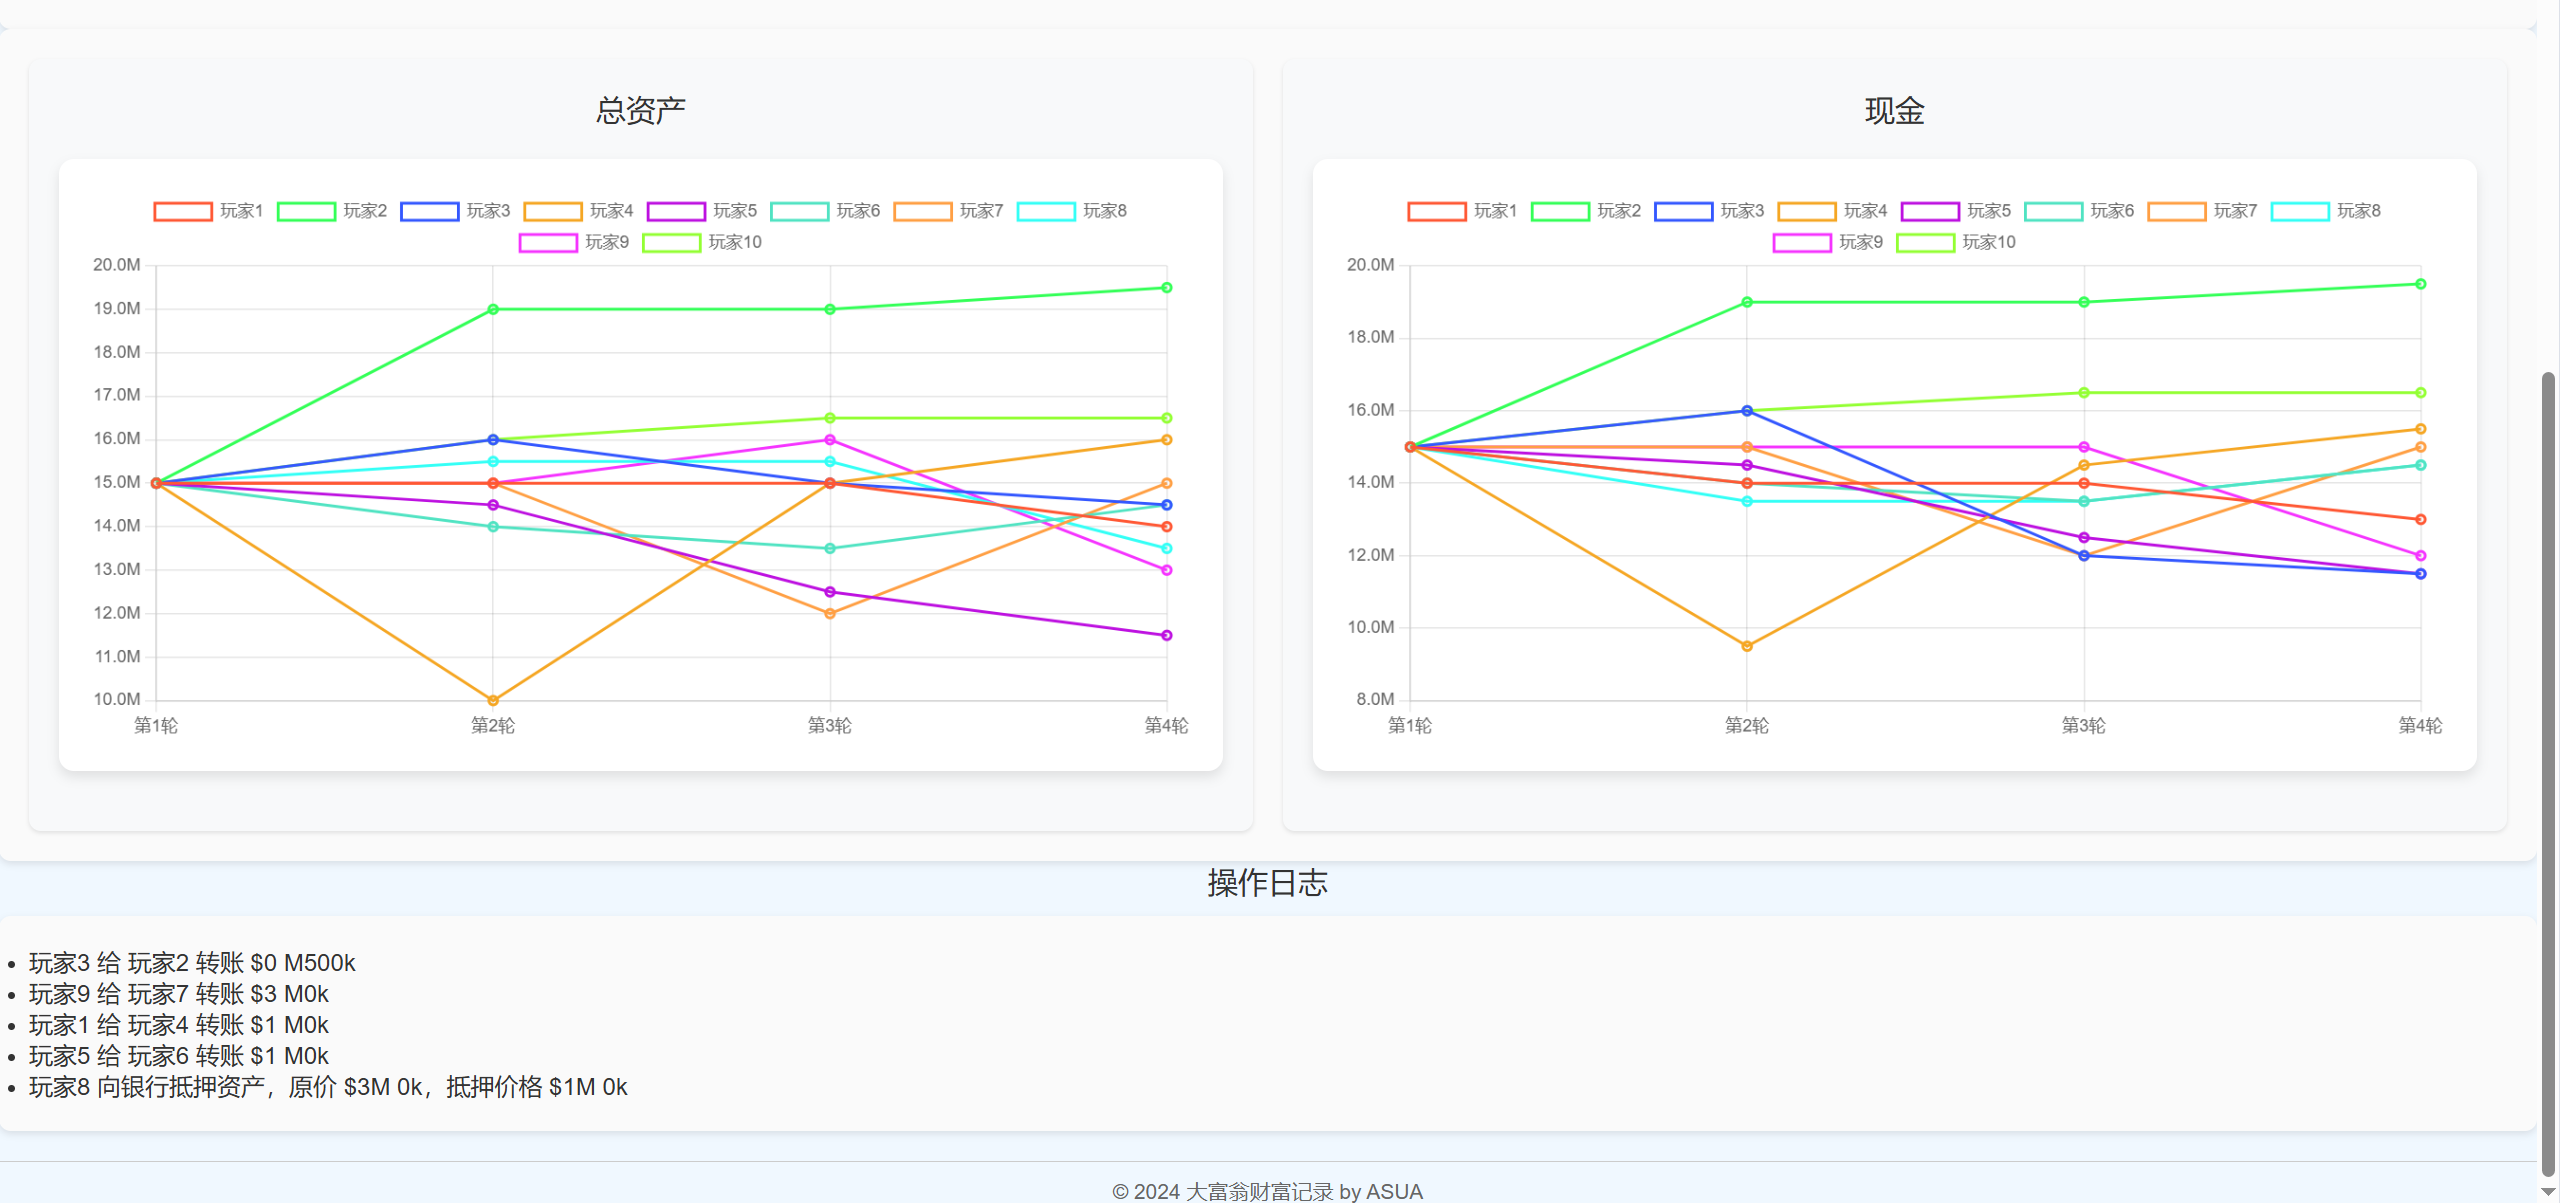 总资产
玩家1 玩家2 玩家3 玩家4 玩家5 玩家6 玩家7 玩家8
玩家9 玩家10
20.0M
19.0M
18.0M
17.0M
16.0M
15.0M
14.0M
13.0M
12.0M
11.0M
10.0M
第1轮 第2轮 第3轮 第4轮
现金
玩家1 玩家2 玩家3 玩家4 玩家5 玩家6 玩家7 玩家8
玩家9 玩家10
20.0M
18.0M
16.0M
14.0M
12.0M
10.0M
8.0M
第1轮 第2轮 第3轮 第4轮
操作日志
玩家3 给 玩家2 转账 $0 M500k
玩家9 给 玩家7 转账 $3 M0k
玩家1 给 玩家4 转账 $1 M0k
玩家5 给 玩家6 转账 $1 M0k
玩家8 向银行抵押资产，原价 $3M 0k，抵押价格 $1M 0k
© 2024 大富翁财富记录 by ASUA